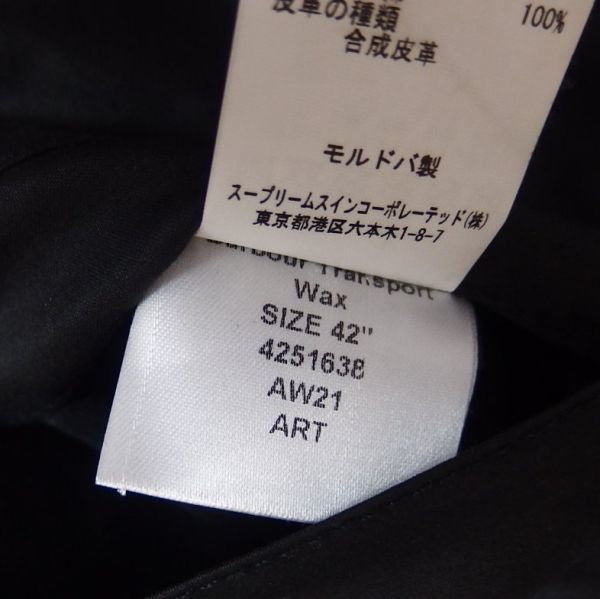 皮革の種類 100%
合成皮革
モルドバ製
スープリームスインコーポレーテッド(株)
東京都港区六本木1-8-7
Barbour Transport
Wax
SIZE 42"
4251638
AW21
ART